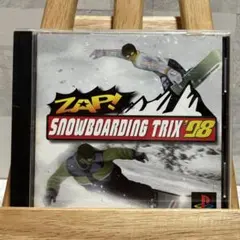 ZAP!
SNOWBOARDING TRIX '98